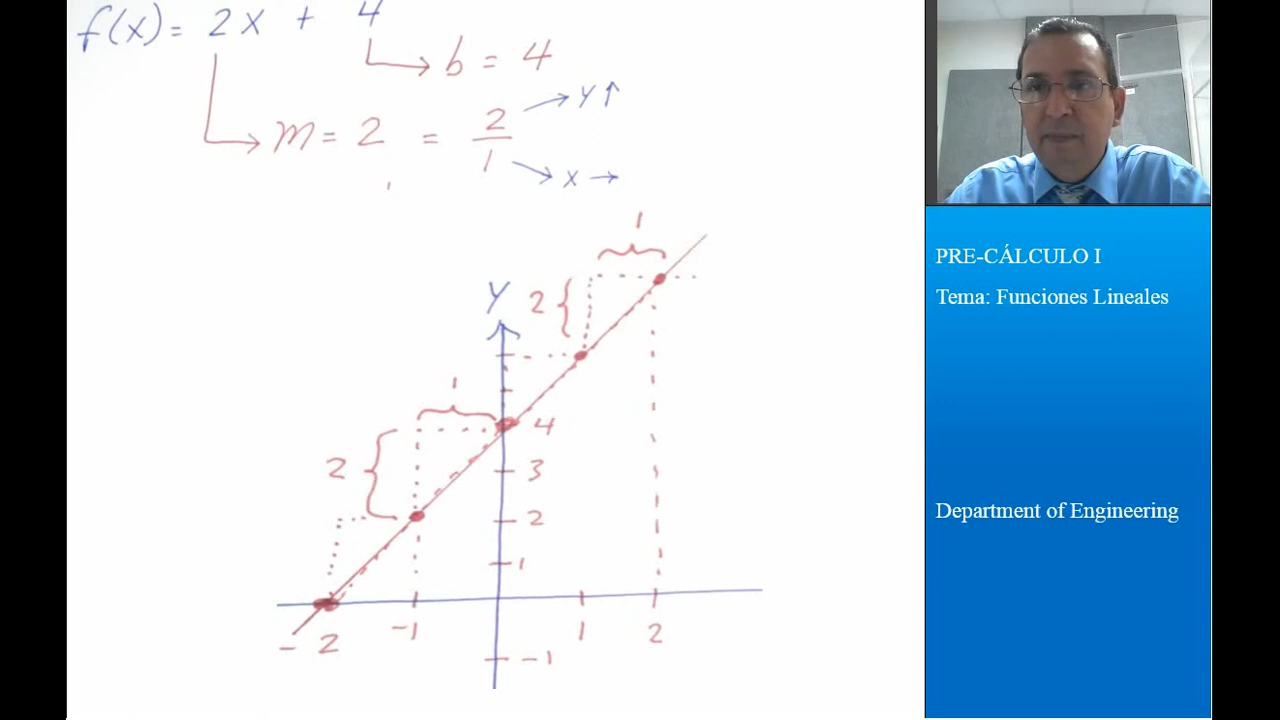 f(x) = 2x + 4
b = 4
m = 2 = 2/1
Y ↑
x →
1
Y
2
1
4
2
3
2
1
-2
-1
1
2
-1
PRE-CÁLCULO I
Tema: Funciones Lineales
Department of Engineering